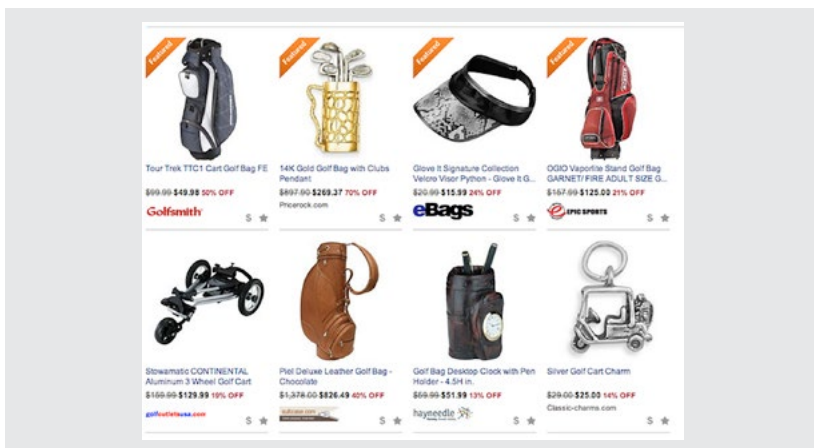 Featured
Featured
Featured
Featured
Tour Trek TTC1 Cart Golf Bag FE
$99.99 $49.98 50% OFF
Golfsmith
S
14K Gold Golf Bag with Clubs
Pendant
$897.90 $269.37 70% OFF
Pricerock.com
S
Glove It Signature Collection
Velcro Visor Python - Glove It G...
$20.99 $15.99 24% OFF
eBags
S
OGIO Vaporlite Stand Golf Bag
GARNET/ FIRE ADULT SIZE G...
$157.99 $125.00 21% OFF
EPIC SPORTS
S
Stowamatic CONTINENTAL
Aluminum 3 Wheel Golf Cart
$159.99 $129.99 19% OFF
golfoutletsusa.com
S
Piel Deluxe Leather Golf Bag -
Chocolate
$1,378.00 $826.49 40% OFF
suitcase.com
S
Golf Bag Desktop Clock with Pen
Holder - 4.5H in.
$59.99 $51.99 13% OFF
hayneedle
S
Silver Golf Cart Charm
$29.00 $25.00 14% OFF
Classic-charms.com
S